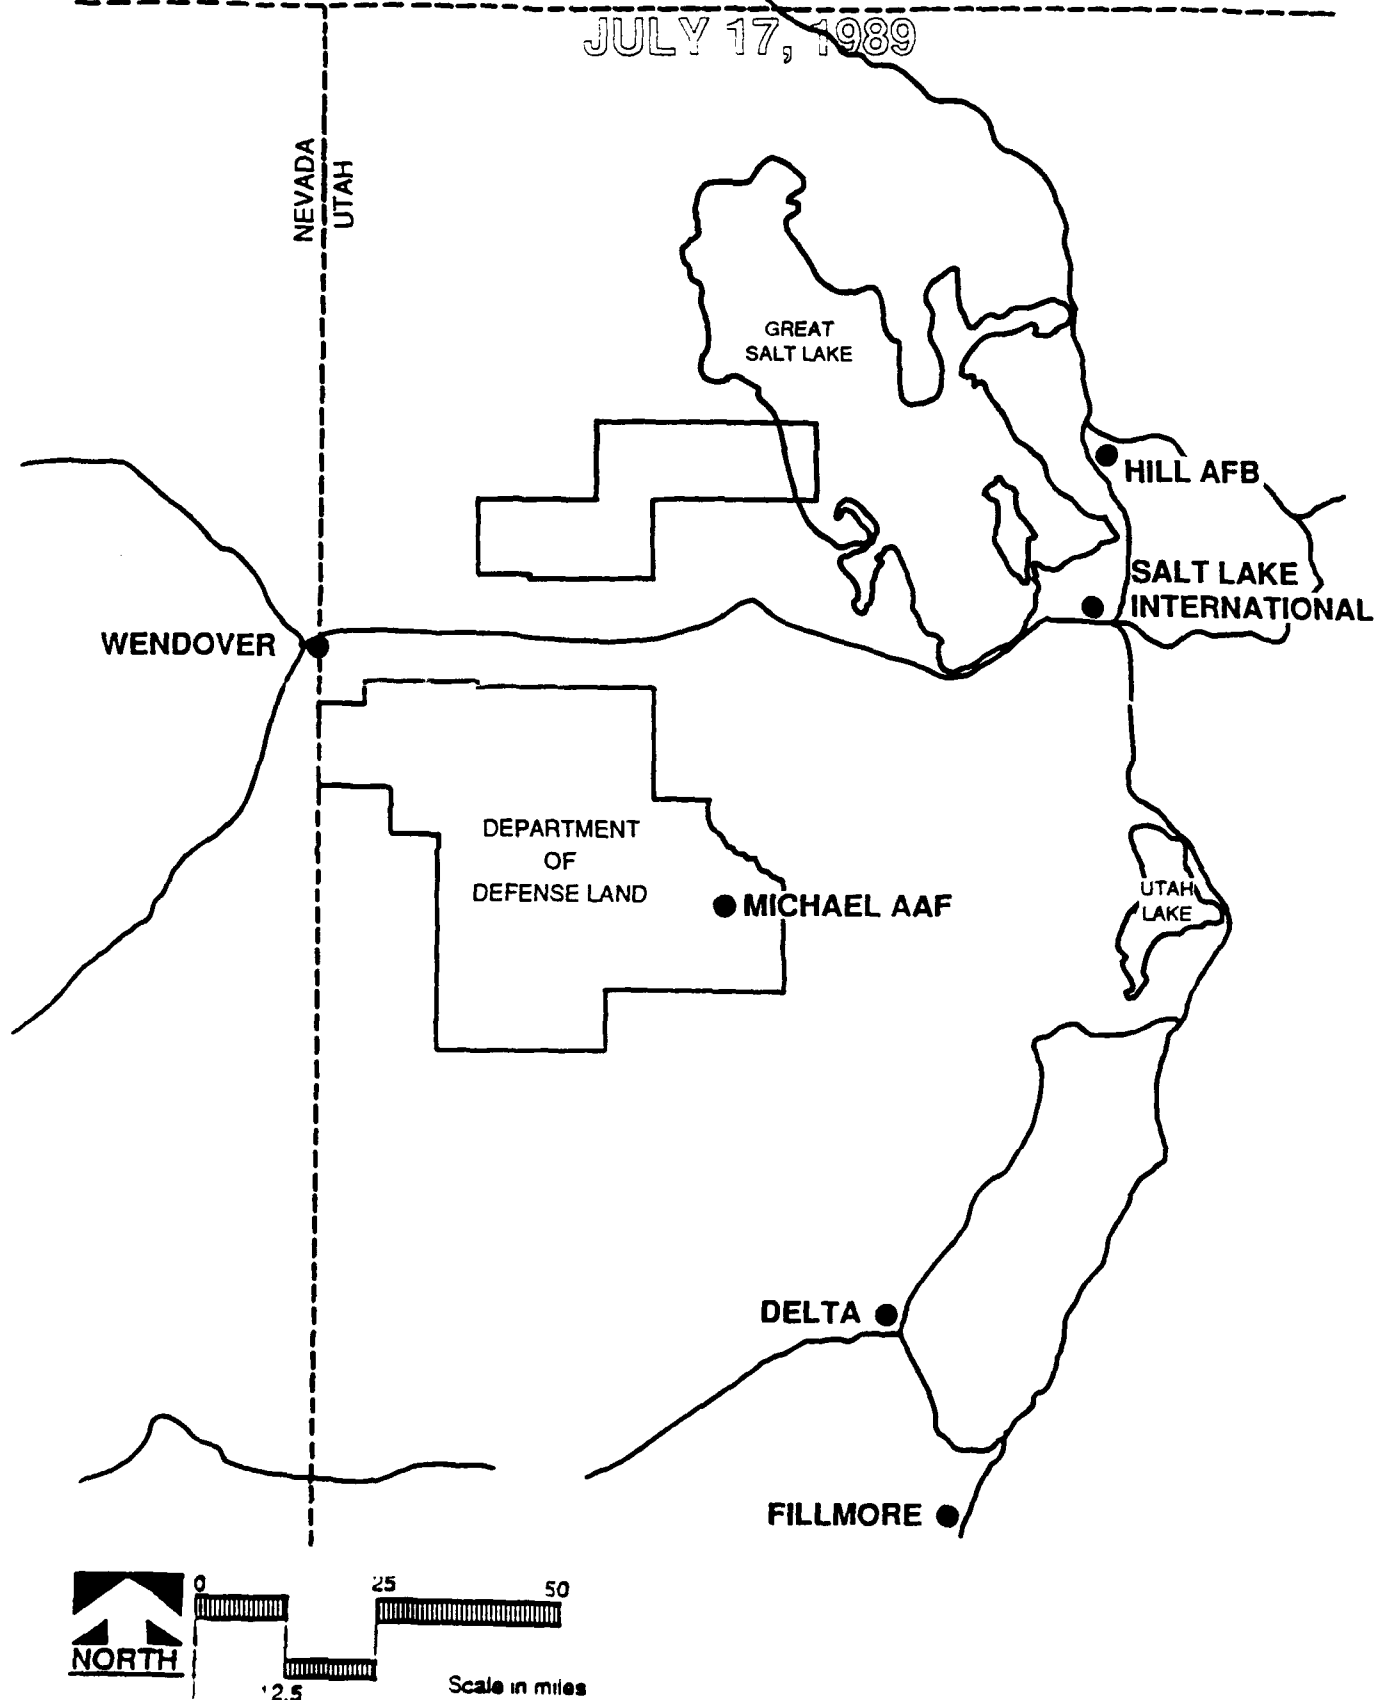 JULY 17, 1989
NEVADA
UTAH
GREAT
SALT LAKE
HILL AFB
SALT LAKE
INTERNATIONAL
WENDOVER
DEPARTMENT
OF
DEFENSE LAND
MICHAEL AAF
UTAH
LAKE
DELTA
FILLMORE
0 25 50
NORTH
12.5
Scale in miles